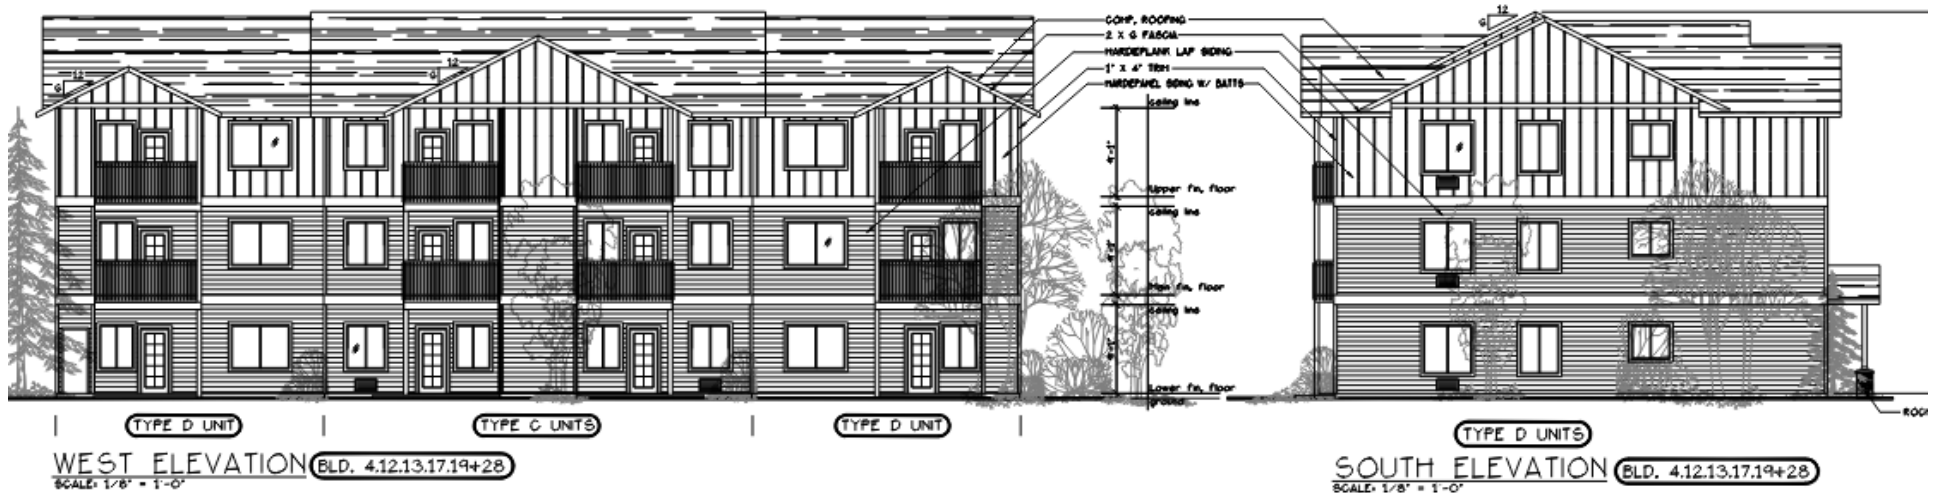 12
6
12
6
COMP. ROOFING
2 X 6 FASCIA
HARDIEPLANK LAP SIDING
1" X 4" TRIM
HARDIEPANEL SIDING W/ BATTS
ceiling line
Upper fin. floor
ceiling line
Main fin. floor
ceiling line
Lower fin. floor
ground
12
6
TYPE D UNIT
TYPE C UNITS
TYPE D UNIT
WEST ELEVATION
BLD. 4.12.13.17.19+28
SCALE: 1/8" = 1'-0"
TYPE D UNITS
SOUTH ELEVATION
BLD. 4.12.13.17.19+28
SCALE: 1/8" = 1'-0"